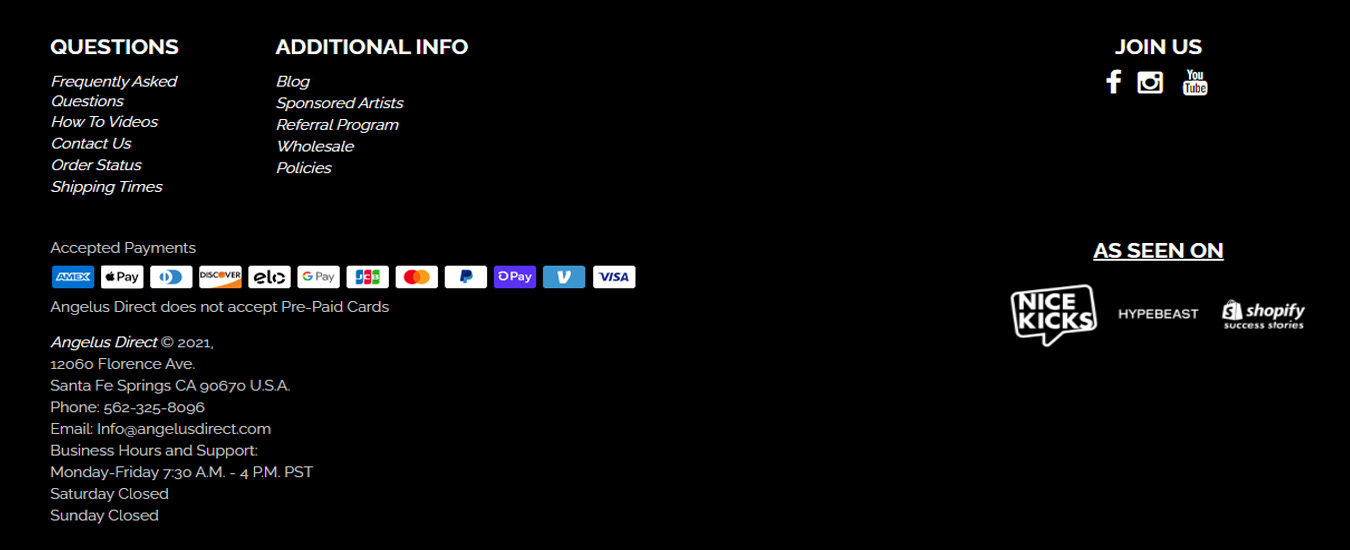 QUESTIONS
Frequently Asked
Questions
How To Videos
Contact Us
Order Status
Shipping Times
ADDITIONAL INFO
Blog
Sponsored Artists
Referral Program
Wholesale
Policies
JOIN US
f
You
Tube
Accepted Payments
AMEX Pay DISCOVER elo G Pay JCB Pay V VISA
Angelus Direct does not accept Pre-Paid Cards
Angelus Direct © 2021,
12060 Florence Ave.
Santa Fe Springs CA 90670 U.S.A.
Phone: 562-325-8096
Email: Info@angelusdirect.com
Business Hours and Support:
Monday-Friday 7:30 A.M. - 4 P.M. PST
Saturday Closed
Sunday Closed
AS SEEN ON
NICE
KICKS
HYPEBEAST
shopify
success stories